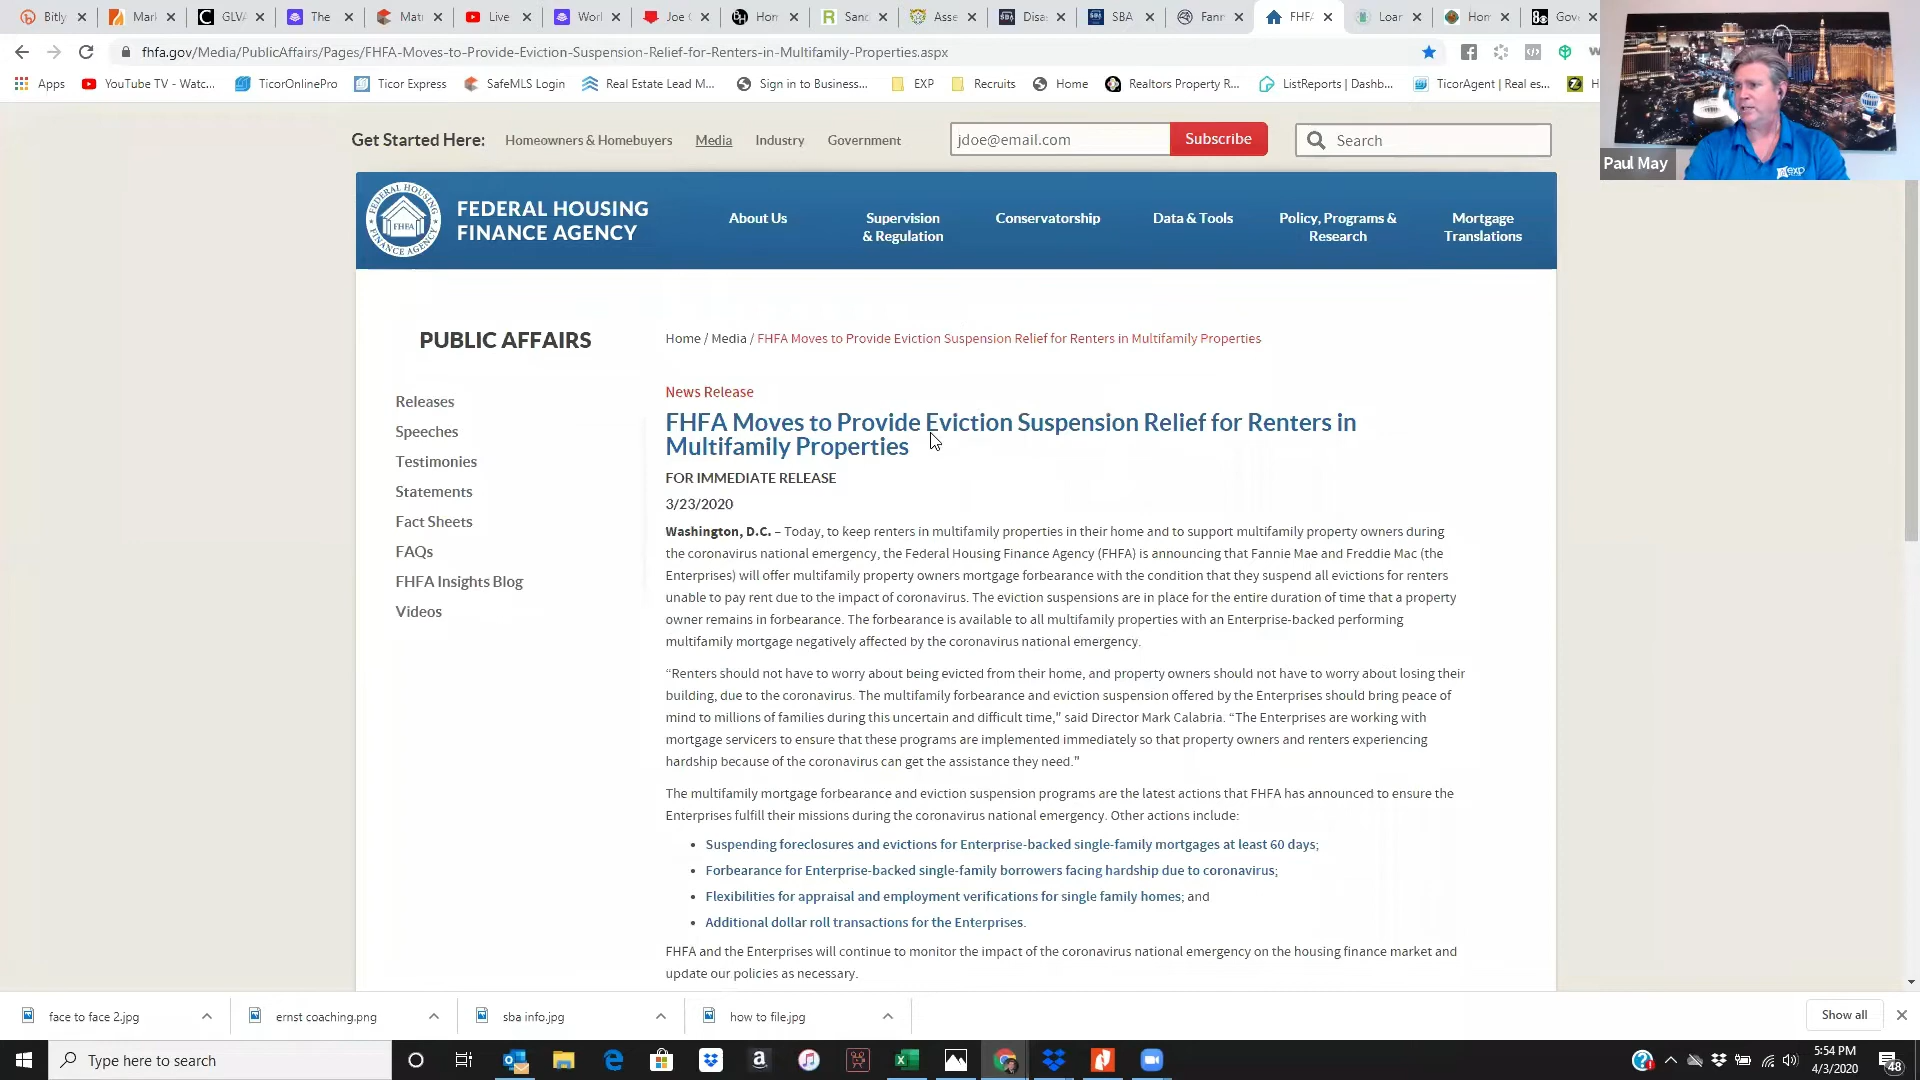 Bitly
Mark
GLVA
The
Matr
Live
Worl
Joe C
Hom
Sand
Asse
Disas
SBA
Fann
FHFA
Loan
Hom
Gove
fhfa.gov/Media/PublicAffairs/Pages/FHFA-Moves-to-Provide-Eviction-Suspension-Relief-for-Renters-in-Multifamily-Properties.aspx
Apps
YouTube TV - Watc...
TicorOnlinePro
Ticor Express
SafeMLS Login
Real Estate Lead M...
Sign in to Business...
EXP
Recruits
Home
Realtors Property R...
ListReports | Dashb...
TicorAgent | Real es...
Paul May
exp
Get Started Here:
Homeowners & Homebuyers
Media
Industry
Government
jdoe@email.com
Subscribe
Search
FHFA
FEDERAL HOUSING
FINANCE AGENCY
About Us
Supervision
& Regulation
Conservatorship
Data & Tools
Policy, Programs &
Research
Mortgage
Translations
PUBLIC AFFAIRS
Releases
Speeches
Testimonies
Statements
Fact Sheets
FAQs
FHFA Insights Blog
Videos
Home / Media / FHFA Moves to Provide Eviction Suspension Relief for Renters in Multifamily Properties
News Release
FHFA Moves to Provide Eviction Suspension Relief for Renters in
Multifamily Properties
FOR IMMEDIATE RELEASE
3/23/2020
Washington, D.C. – Today, to keep renters in multifamily properties in their home and to support multifamily property owners during
the coronavirus national emergency, the Federal Housing Finance Agency (FHFA) is announcing that Fannie Mae and Freddie Mac (the
Enterprises) will offer multifamily property owners mortgage forbearance with the condition that they suspend all evictions for renters
unable to pay rent due to the impact of coronavirus. The eviction suspensions are in place for the entire duration of time that a property
owner remains in forbearance. The forbearance is available to all multifamily properties with an Enterprise-backed performing
multifamily mortgage negatively affected by the coronavirus national emergency.
“Renters should not have to worry about being evicted from their home, and property owners should not have to worry about losing their
building, due to the coronavirus. The multifamily forbearance and eviction suspension offered by the Enterprises should bring peace of
mind to millions of families during this uncertain and difficult time," said Director Mark Calabria. “The Enterprises are working with
mortgage servicers to ensure that these programs are implemented immediately so that property owners and renters experiencing
hardship because of the coronavirus can get the assistance they need."
The multifamily mortgage forbearance and eviction suspension programs are the latest actions that FHFA has announced to ensure the
Enterprises fulfill their missions during the coronavirus national emergency. Other actions include:
• Suspending foreclosures and evictions for Enterprise-backed single-family mortgages at least 60 days;
• Forbearance for Enterprise-backed single-family borrowers facing hardship due to coronavirus;
• Flexibilities for appraisal and employment verifications for single family homes; and
• Additional dollar roll transactions for the Enterprises.
FHFA and the Enterprises will continue to monitor the impact of the coronavirus national emergency on the housing finance market and
update our policies as necessary.
face to face 2.jpg
ernst coaching.png
sba info.jpg
how to file.jpg
Show all
Type here to search
5:54 PM
4/3/2020
48